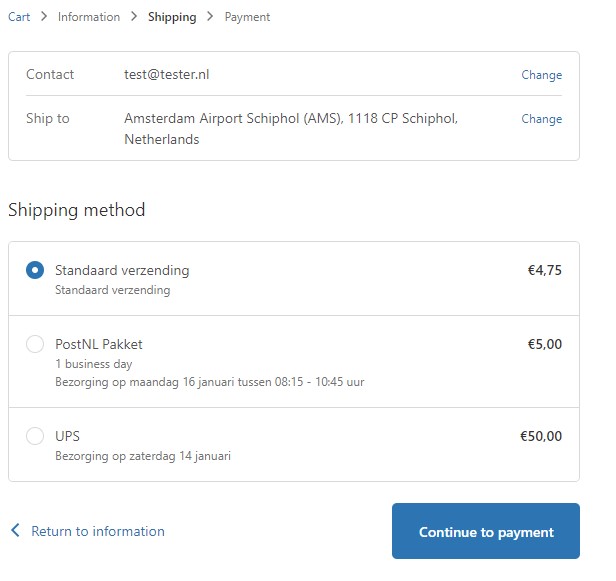 Cart > Information > Shipping > Payment
Contact test@tester.nl Change
Ship to Amsterdam Airport Schiphol (AMS), 1118 CP Schiphol, Change
Netherlands
Shipping method
Standaard verzending €4,75
Standaard verzending
PostNL Pakket €5,00
1 business day
Bezorging op maandag 16 januari tussen 08:15 - 10:45 uur
UPS €50,00
Bezorging op zaterdag 14 januari
Return to information Continue to payment